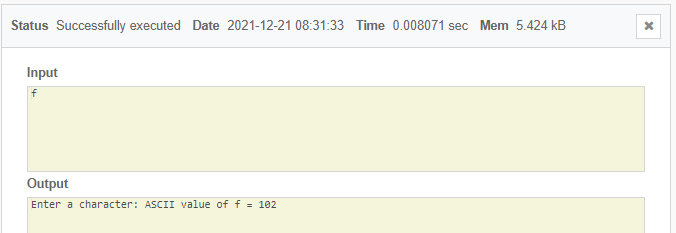 Status Successfully executed Date 2021-12-21 08:31:33 Time 0.008071 sec Mem 5.424 kB
Input
f
Output
Enter a character: ASCII value of f = 102